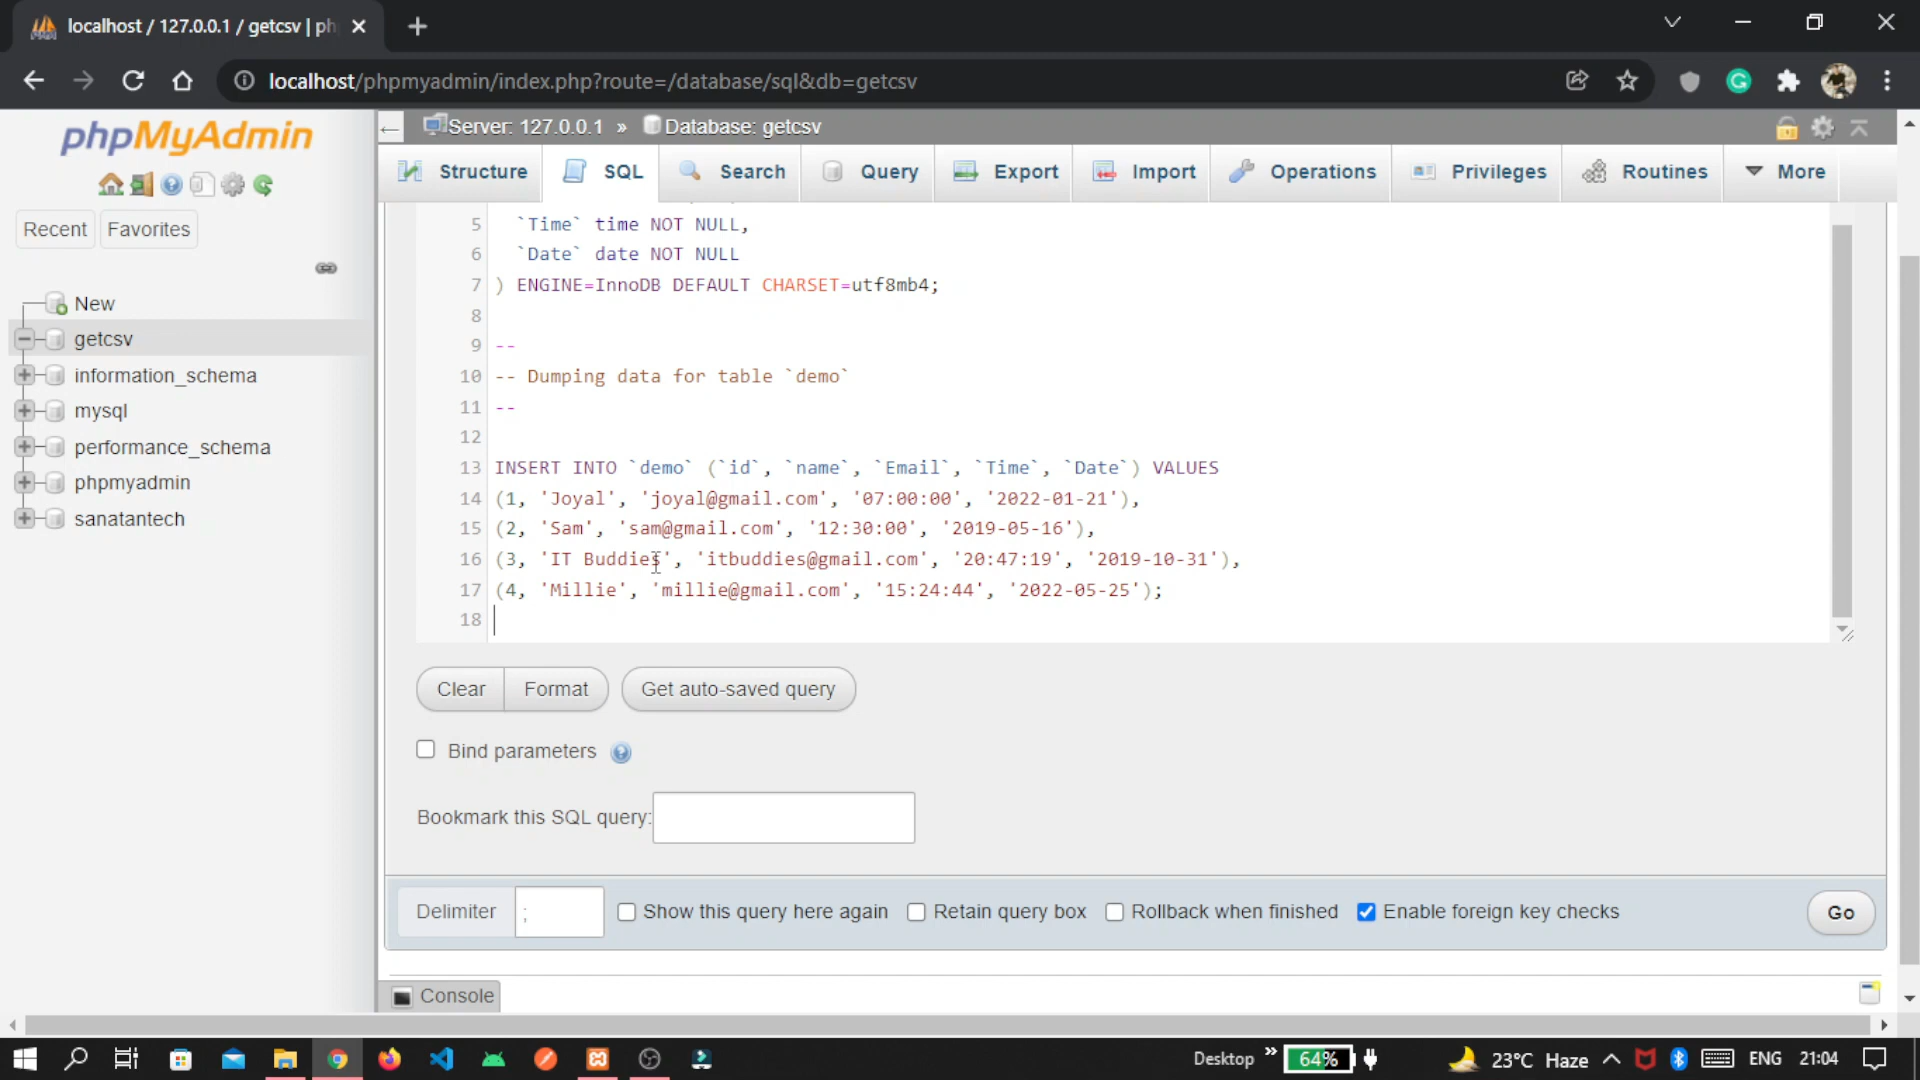 localhost / 127.0.0.1 / getcsv | ph
localhost/phpmyadmin/index.php?route=/database/sql&db=getcsv
phpMyAdmin
Recent
Favorites
New
getcsv
information_schema
mysql
performance_schema
phpmyadmin
sanatantech
Server: 127.0.0.1 » Database: getcsv
Structure
SQL
Search
Query
Export
Import
Operations
Privileges
Routines
More
5 `Time` time NOT NULL,
6 `Date` date NOT NULL
7 ) ENGINE=InnoDB DEFAULT CHARSET=utf8mb4;
8
9 --
10 -- Dumping data for table `demo`
11 --
12
13 INSERT INTO `demo` (`id`, `name`, `Email`, `Time`, `Date`) VALUES
14 (1, 'Joyal', 'joyal@gmail.com', '07:00:00', '2022-01-21'),
15 (2, 'Sam', 'sam@gmail.com', '12:30:00', '2019-05-16'),
16 (3, 'IT Buddies', 'itbuddies@gmail.com', '20:47:19', '2019-10-31'),
17 (4, 'Millie', 'millie@gmail.com', '15:24:44', '2022-05-25');
18
Clear
Format
Get auto-saved query
Bind parameters
Bookmark this SQL query:
Delimiter ;
Show this query here again
Retain query box
Rollback when finished
Enable foreign key checks
Go
Console
Desktop »
64%
23°C Haze
ENG
21:04